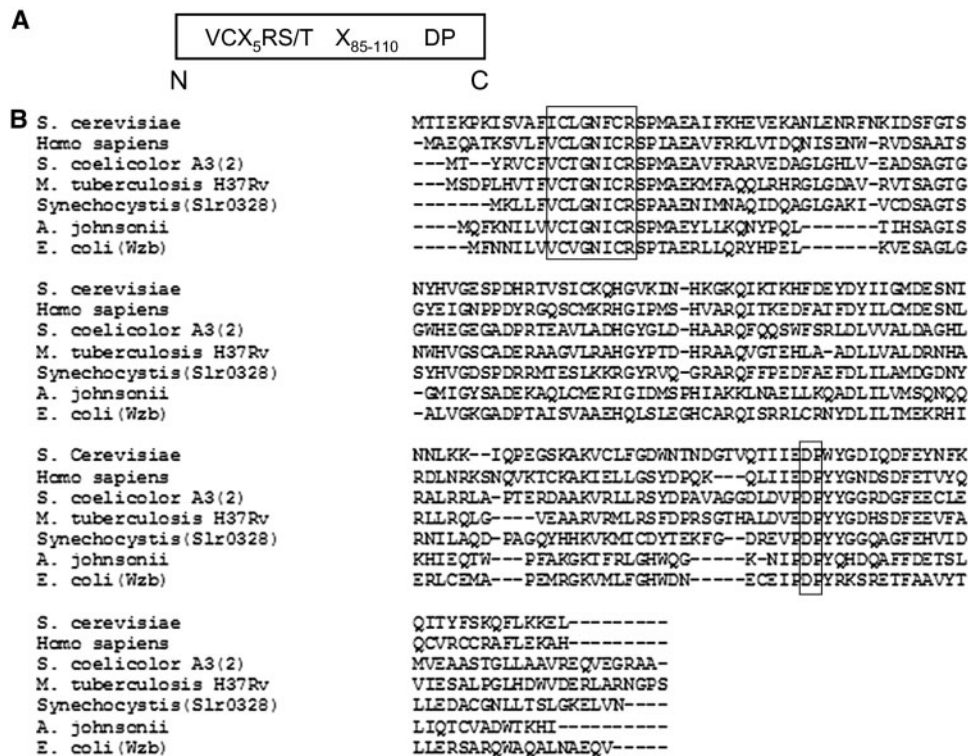 A
VCX5RS/T X85-110 DP
N C
B
S. cerevisiae MTIEKPKISVAFICLGNFCRSPMAEAIFKHEVEKANLENRFNKIDSFGTS
Homo sapiens -MAEQATKSVLFVCLGNICRSPIAEAVFRKLVTDQNISENW-RVDSAATS
S. coelicolor A3(2) ----MT-YRVCFVCLGNICRSPMAEAVFRARVEDAGLGHLV-EADSAGTG
M. tuberculosis H37Rv ---MSDPLHVTFVCTGNICRSPMAEKMFAQQLRHRGLGDAV-RVTSAGTG
Synechocystis(Slr0328) -------MKLLFVCLGNICRSPAAENIMNAQIDQAGLGAKI-VCDSAGTS
A. johnsonii ----MQFKNILVVCIGNICRSPMAEYLLKQNYPQL-------TIHSAGIS
E. coli(Wzb) -----MFNNILVVCVGNICRSPTAERLLQRYHPEL-------KVESAGLG
S. cerevisiae NYHVGESPDHRTVSICKQHGVKIN-HKGKQIKTKHFDEYDYIIGMDESNI
Homo sapiens GYEIGNPPDYRGQSCMKRHGIPMS-HVARQITKEDFATFDYILCMDESNL
S. coelicolor A3(2) GWHEGEGADPRTEAVLADHGYGLD-HAARQFQQSWFSRLDLVVALDAGHL
M. tuberculosis H37Rv NWHVGSCADERAAGVLRAHGYPTD-HRAAQVGTEHLA-ADLLVALDRNHA
Synechocystis(Slr0328) SYHVGDSPDRRMTESLKKRGYRVQ-GRARQFFPEDFAEFDLILAMDGDNY
A. johnsonii -GMIGYSADEKAQLCMERIGIDMSPHIAKKLNAELLKQADLILVMSQNQQ
E. coli(Wzb) -ALVGKGADPTAISVAAEHQLSLEGHCARQISRRLCRNYDLILTMEKRHI
S. Cerevisiae NNLKK--IQPEGSKAKVCLFGDWNTNDGTVQTIIEDPWYGDIQDFEYNFK
Homo sapiens RDLNRKSNQVKTCKAKIELLGSYDPQK---QLIIEDPYYGNDSDFETVYQ
S. coelicolor A3(2) RALRRLA-PTERDAAKVRLLRSYDPAVAGGDLDVPDPYYGGRDGFEECLE
M. tuberculosis H37Rv RLLRQLG----VEAARVRMLRSFDPRSGTHALDVEDPYYGDHSDFEEVFA
Synechocystis(Slr0328) RNILAQD-PAGQYHHKVKMICDYTEKFG--DREVPDPYYGGQAGFEHVID
A. johnsonii KHIEQTW---PFAKGKTFRLGHWQG-----K-NIPDPYQHDQAFFDETSL
E. coli(Wzb) ERLCEMA---PEMRGKVMLFGHWDN-----ECEIPDPYRKSRETFAAVYT
S. cerevisiae QITYFSKQFLKKEL---------
Homo sapiens QCVRCCRAFLEKAH---------
S. coelicolor A3(2) MVEAASTGLLAAVREQVEGRAA-
M. tuberculosis H37Rv VIESALPGLHDWVDERLARNGPS
Synechocystis(Slr0328) LLEDACGNLLTSLGKELVN----
A. johnsonii LIQTCVADWTKHI----------
E. coli(Wzb) LLERSARQWAQALNAEQV-----